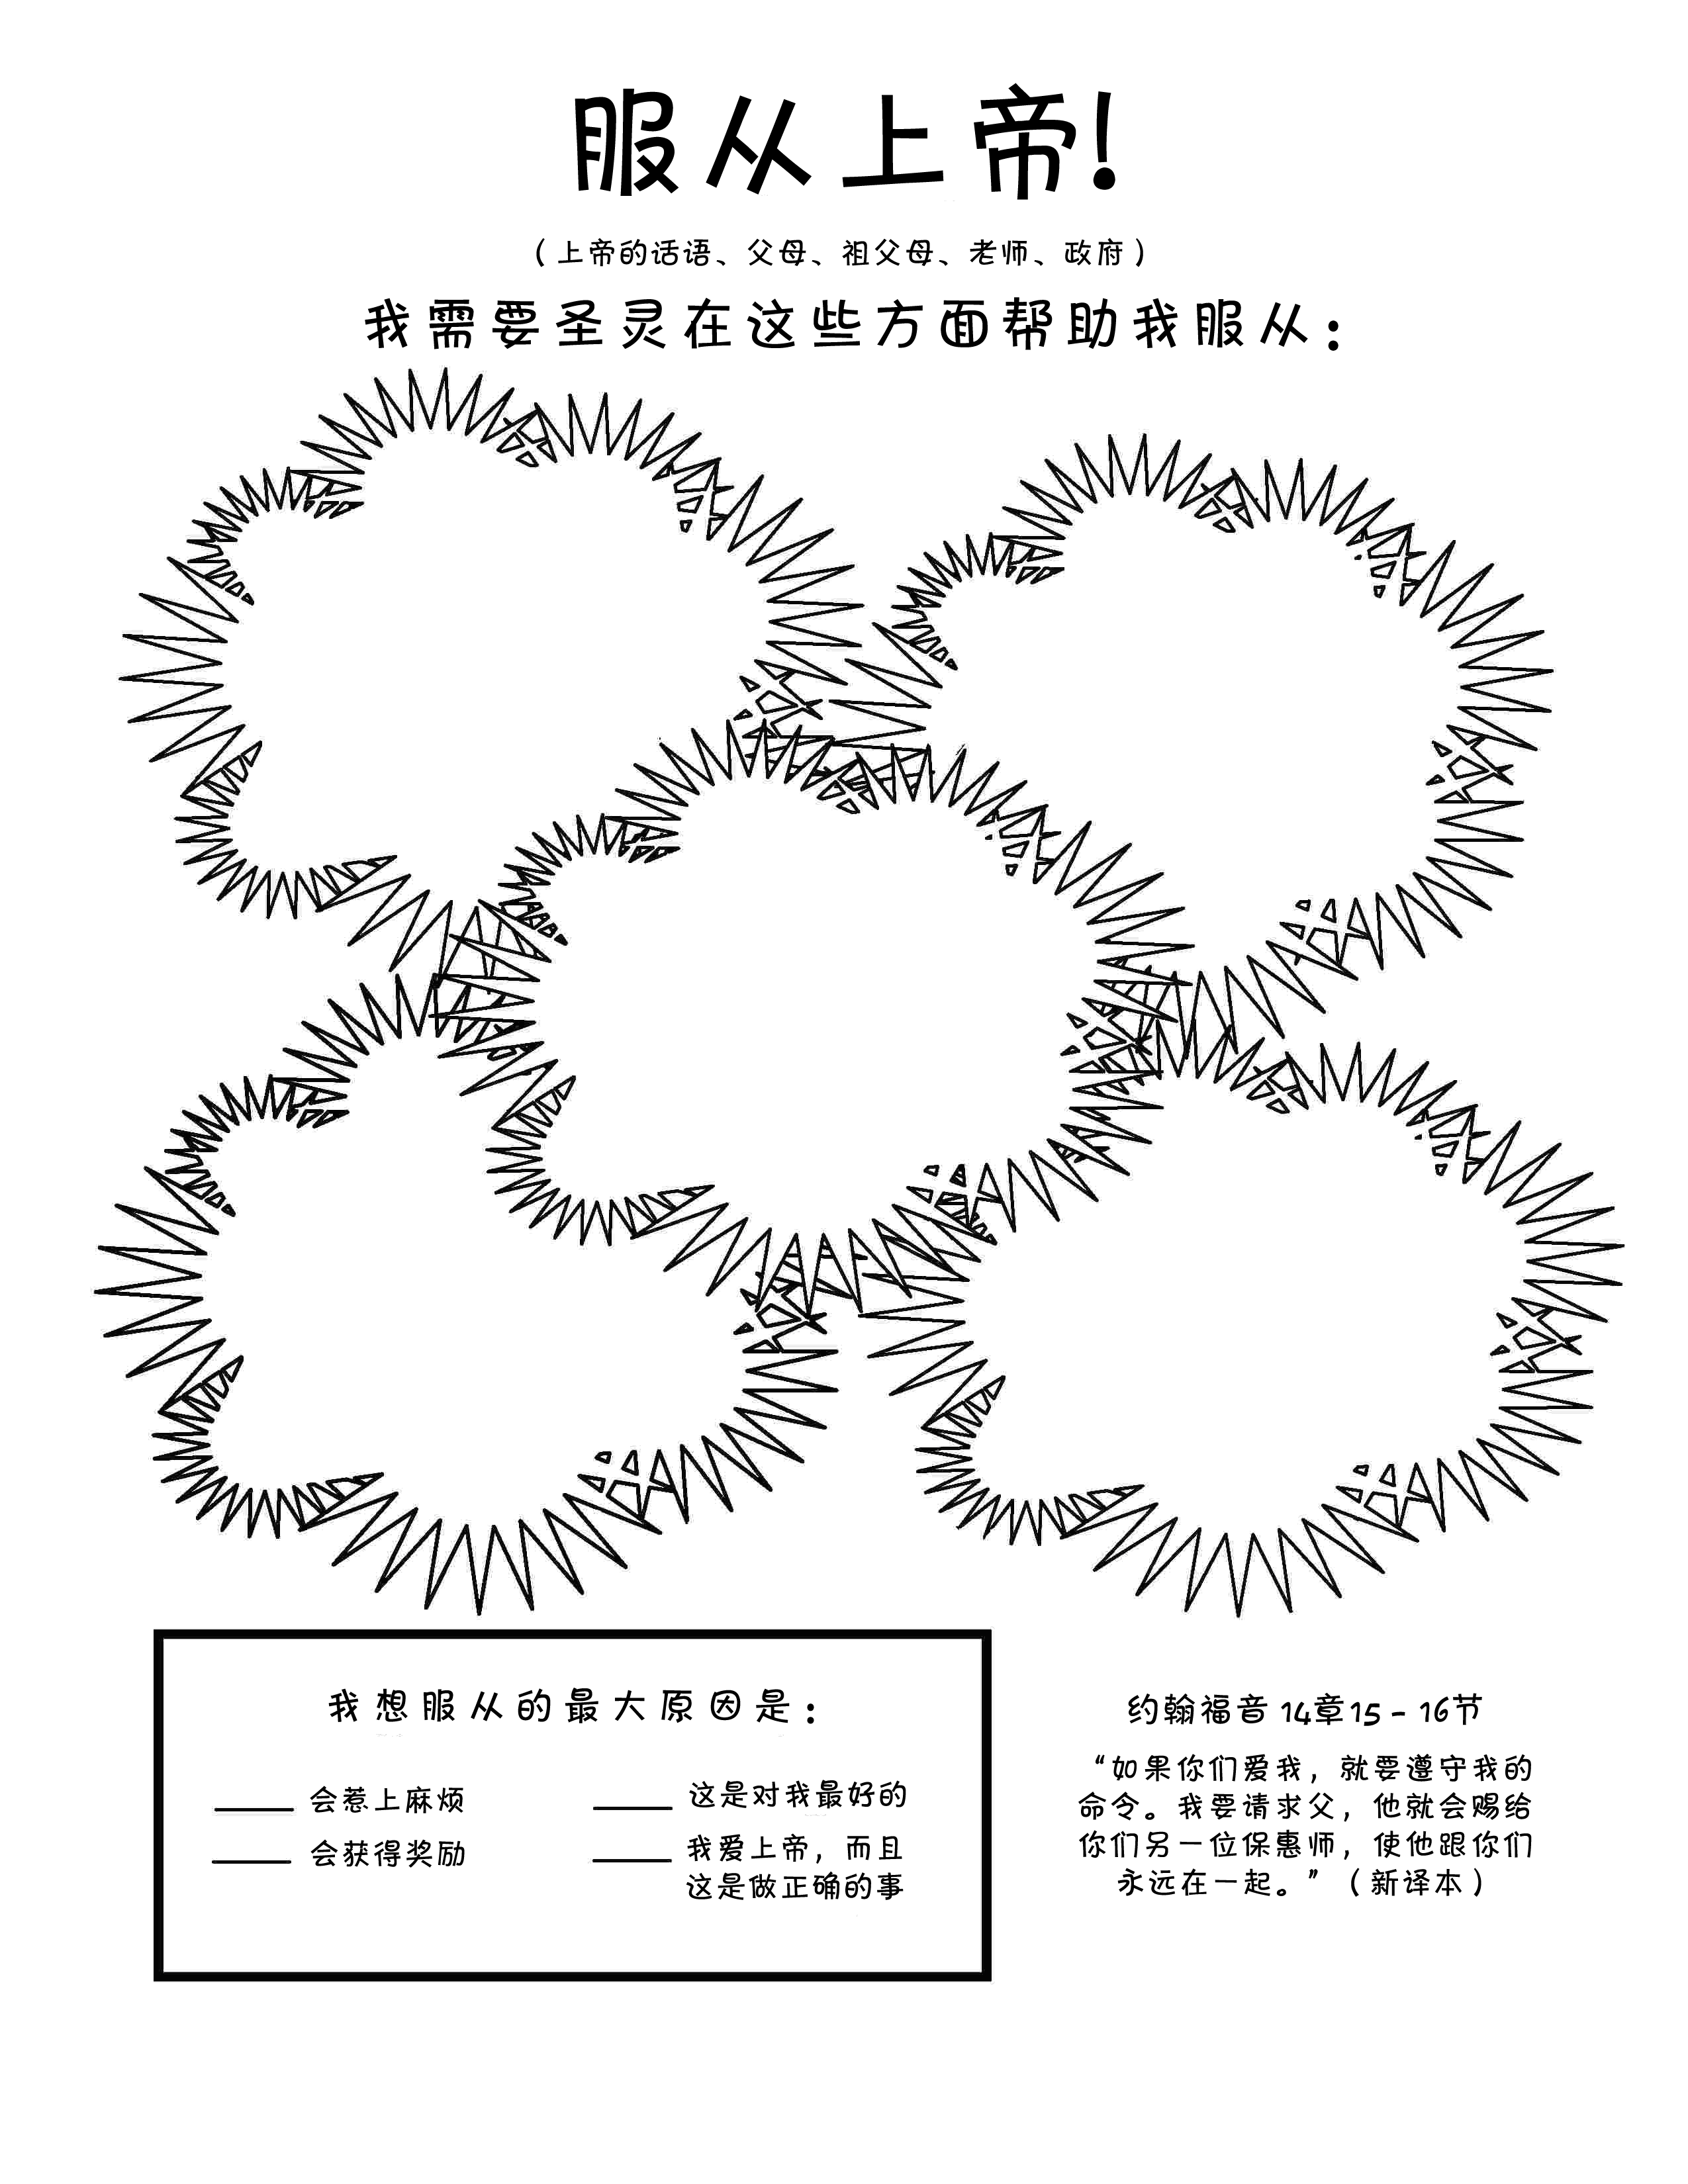 服从上帝!
（上帝的话语、父母、祖父母、老师、政府）
我需要圣灵在这些方面帮助我服从：
我想服从的最大原因是：
____ 会惹上麻烦
____ 会获得奖励
____ 这是对我最好的
____ 我爱上帝，而且
这是做正确的事
约翰福音 14章15 - 16节
“如果你们爱我，就要遵守我的
命令。我要请求父，他就会赐给
你们另一位保惠师，使他跟你们
永远在一起。”（新译本）